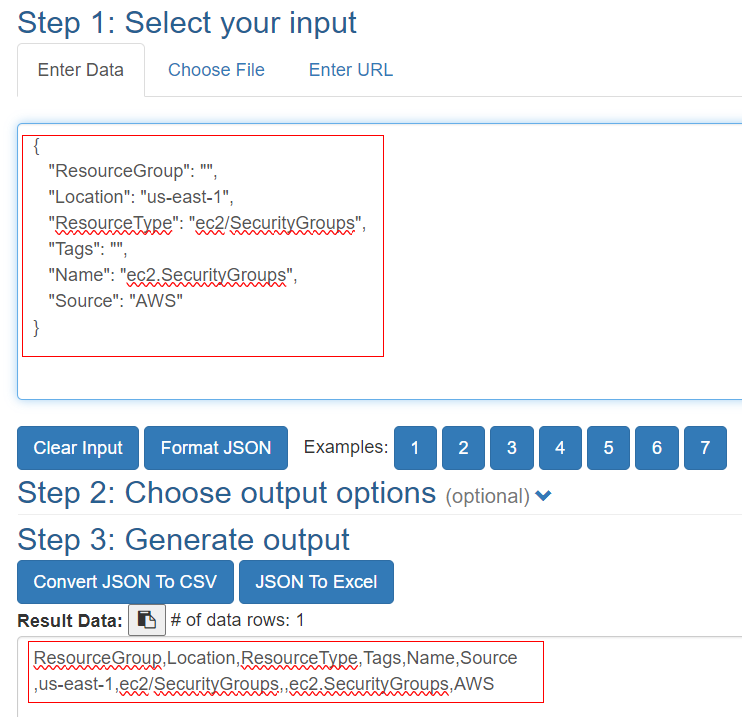 Step 1: Select your input
Enter Data Choose File Enter URL
{
"ResourceGroup": "",
"Location": "us-east-1",
"ResourceType": "ec2/SecurityGroups",
"Tags": "",
"Name": "ec2.SecurityGroups",
"Source": "AWS"
}
Clear Input Format JSON Examples: 1 2 3 4 5 6 7
Step 2: Choose output options (optional)
Step 3: Generate output
Convert JSON To CSV JSON To Excel
Result Data: # of data rows: 1
ResourceGroup,Location,ResourceType,Tags,Name,Source
,us-east-1,ec2/SecurityGroups,,ec2.SecurityGroups,AWS